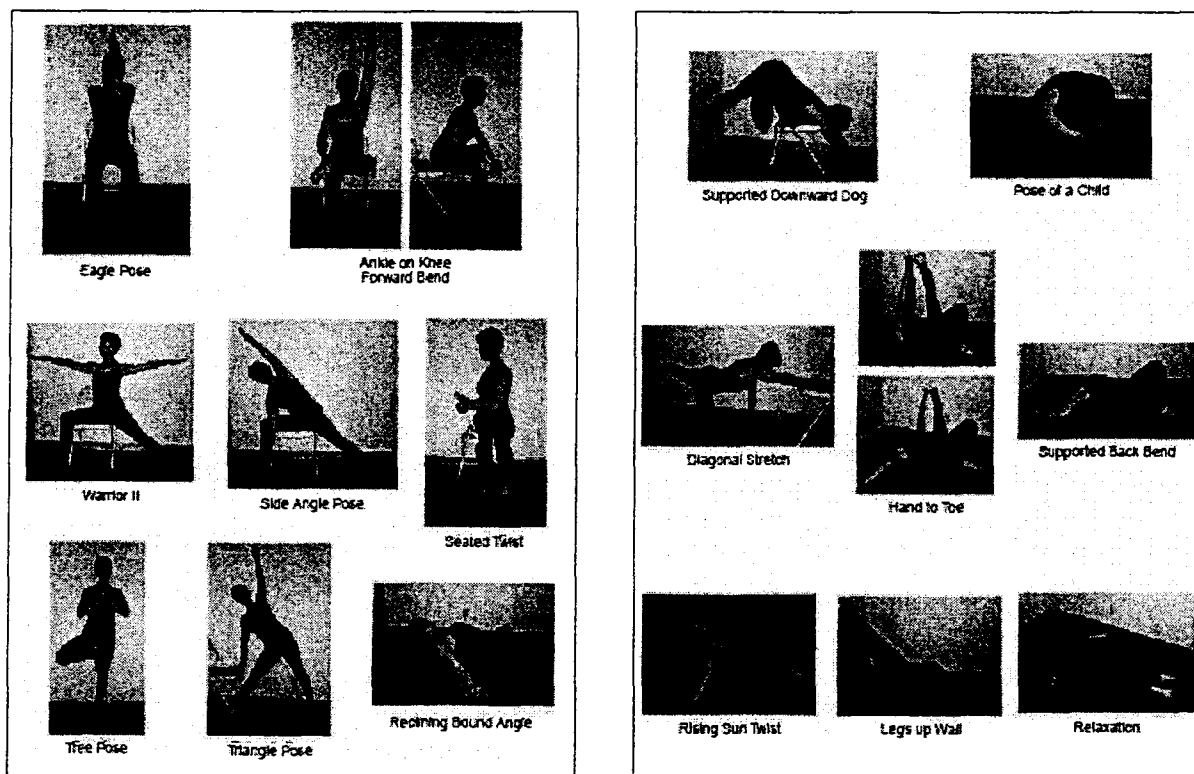 Eagle Pose
Ankle on Knee
Forward Bend
Warrior II
Side Angle Pose
Seated Twist
Tree Pose
Triangle Pose
Reclining Bound Angle
Supported Downward Dog
Pose of a Child
Diagonal Stretch
Hand to Toe
Supported Back Bend
Rising Sun Twist
Legs up Wall
Relaxation